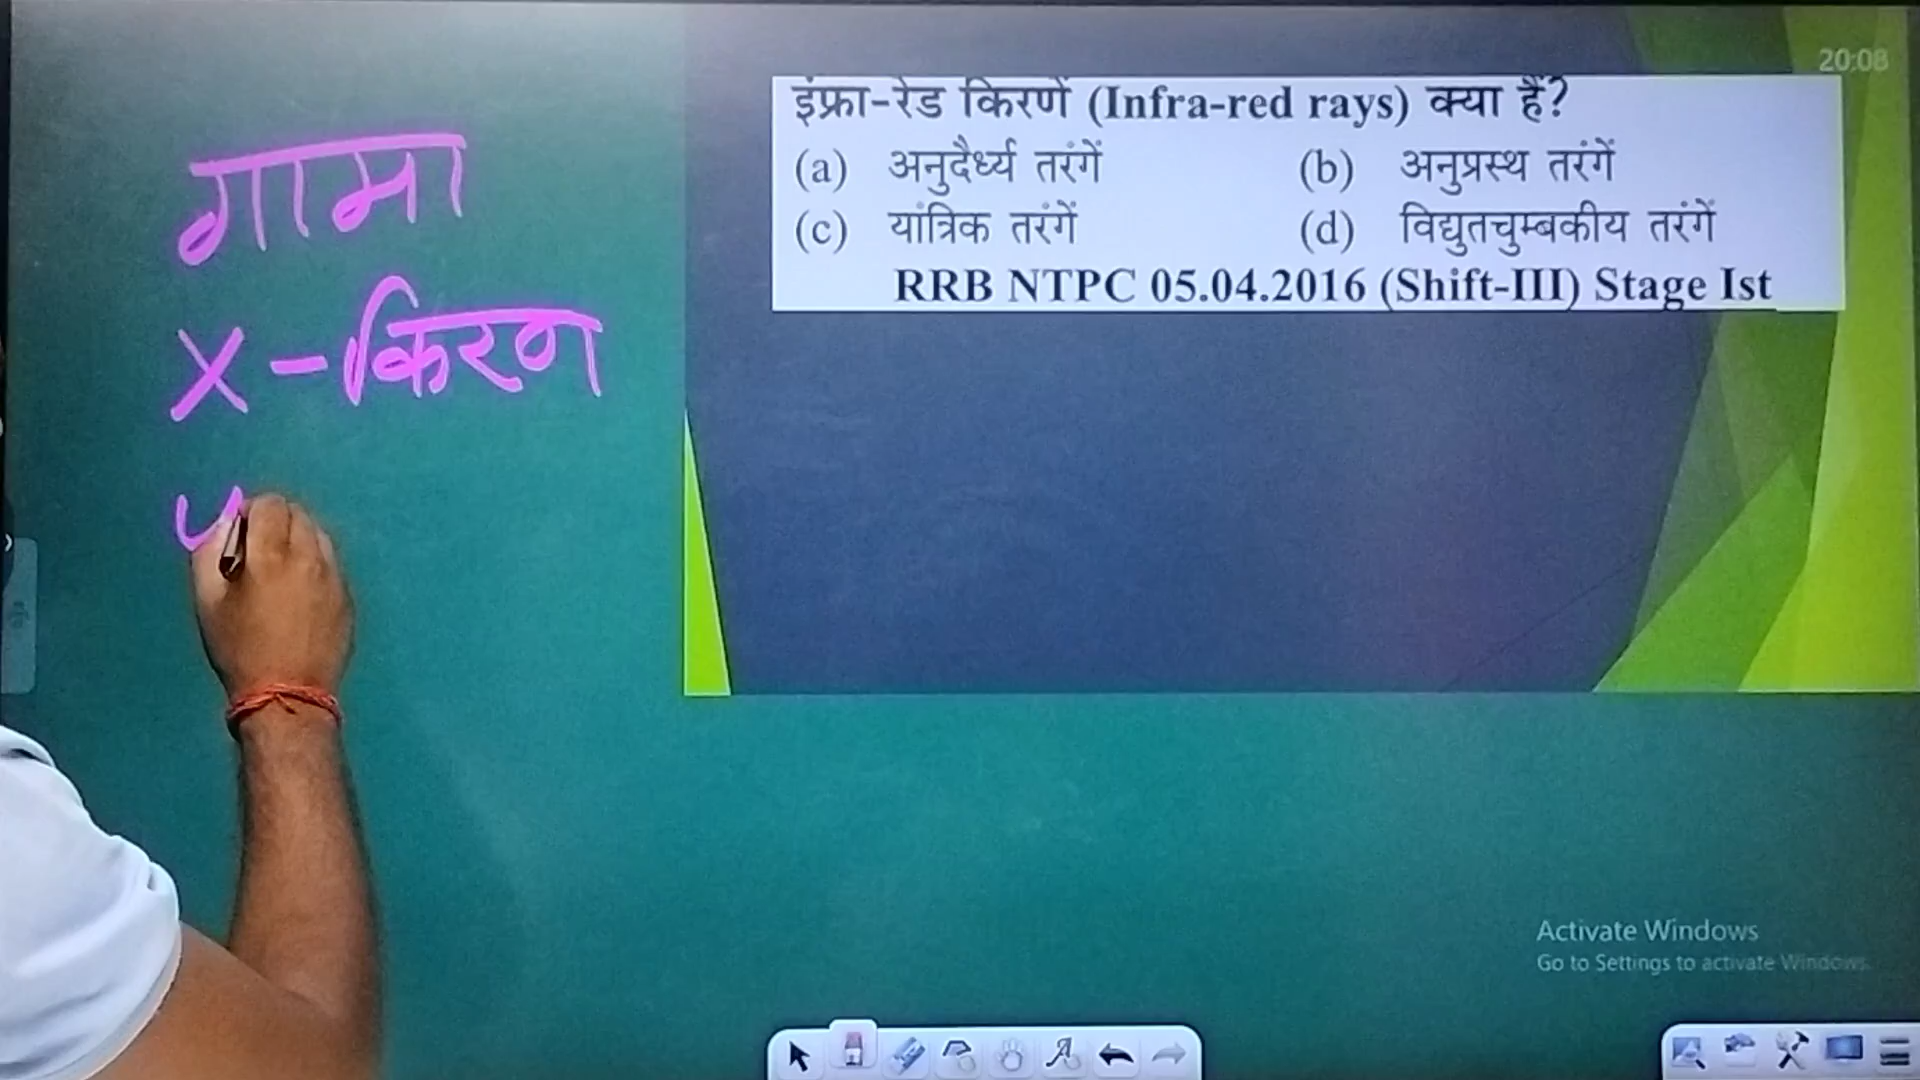 20:08
इंफ्रा-रेड किरणें (Infra-red rays) क्या हैं?
(a) अनुदैर्ध्य तरंगें (b) अनुप्रस्थ तरंगें
(c) यांत्रिक तरंगें (d) विद्युतचुम्बकीय तरंगें
RRB NTPC 05.04.2016 (Shift-III) Stage Ist
गामा
X-किरण
Activate Windows
Go to Settings to activate Windows.